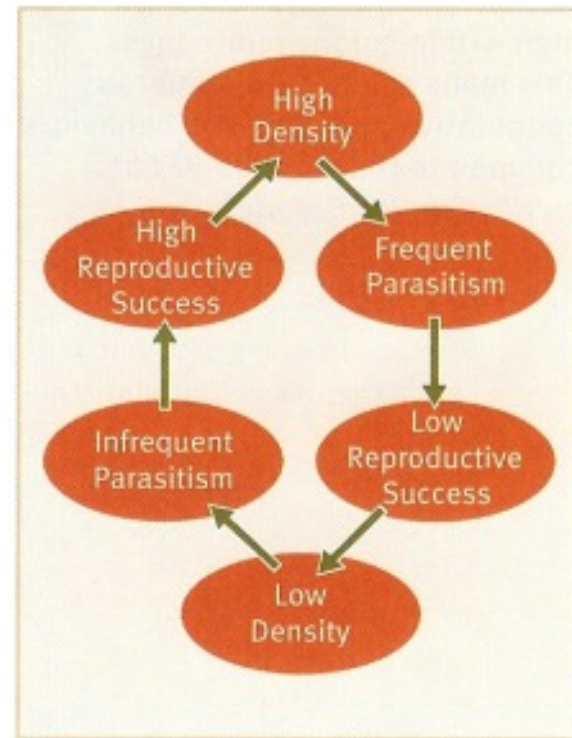 High
Density
Frequent
Parasitism
Low
Reproductive
Success
Low
Density
Infrequent
Parasitism
High
Reproductive
Success